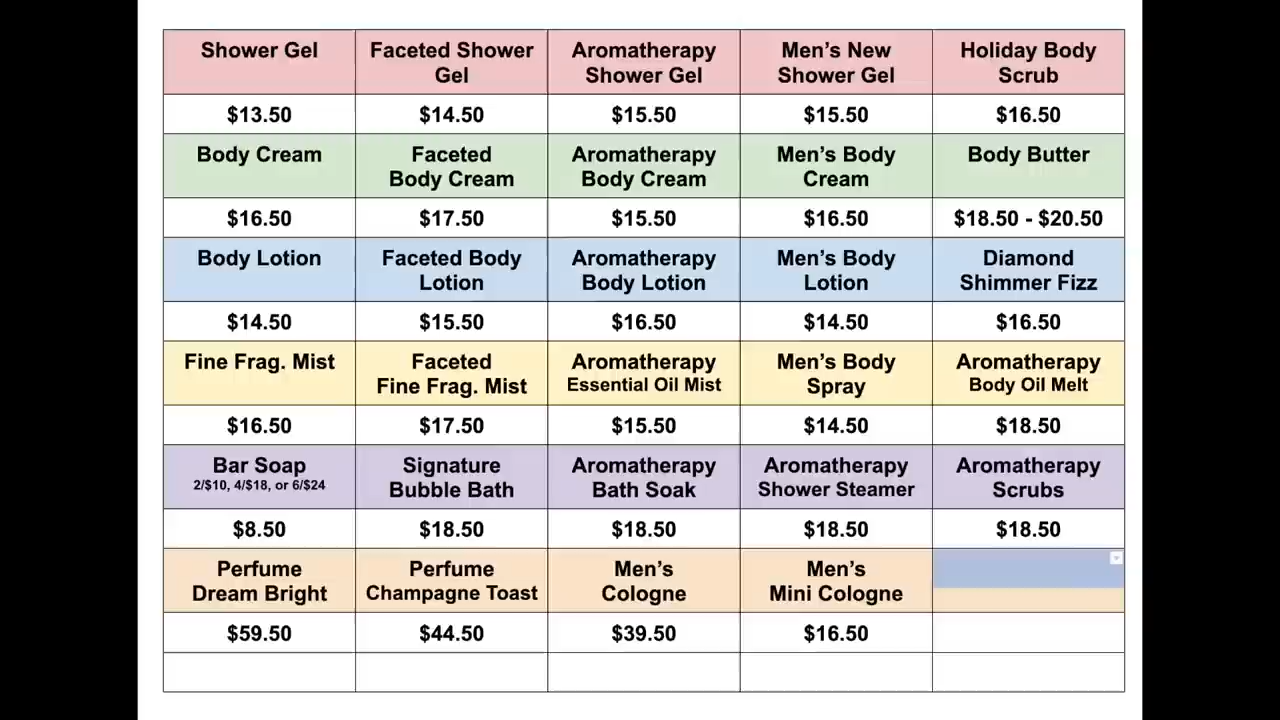 Shower Gel
Faceted Shower
Gel
Aromatherapy
Shower Gel
Men’s New
Shower Gel
Holiday Body
Scrub
$13.50
$14.50
$15.50
$15.50
$16.50
Body Cream
Faceted
Body Cream
Aromatherapy
Body Cream
Men’s Body
Cream
Body Butter
$16.50
$17.50
$15.50
$16.50
$18.50 - $20.50
Body Lotion
Faceted Body
Lotion
Aromatherapy
Body Lotion
Men’s Body
Lotion
Diamond
Shimmer Fizz
$14.50
$15.50
$16.50
$14.50
$16.50
Fine Frag. Mist
Faceted
Fine Frag. Mist
Aromatherapy
Essential Oil Mist
Men’s Body
Spray
Aromatherapy
Body Oil Melt
$16.50
$17.50
$15.50
$14.50
$18.50
Bar Soap
2/$10, 4/$18, or 6/$24
Signature
Bubble Bath
Aromatherapy
Bath Soak
Aromatherapy
Shower Steamer
Aromatherapy
Scrubs
$8.50
$18.50
$18.50
$18.50
$18.50
Perfume
Dream Bright
Perfume
Champagne Toast
Men’s
Cologne
Men’s
Mini Cologne
$59.50
$44.50
$39.50
$16.50